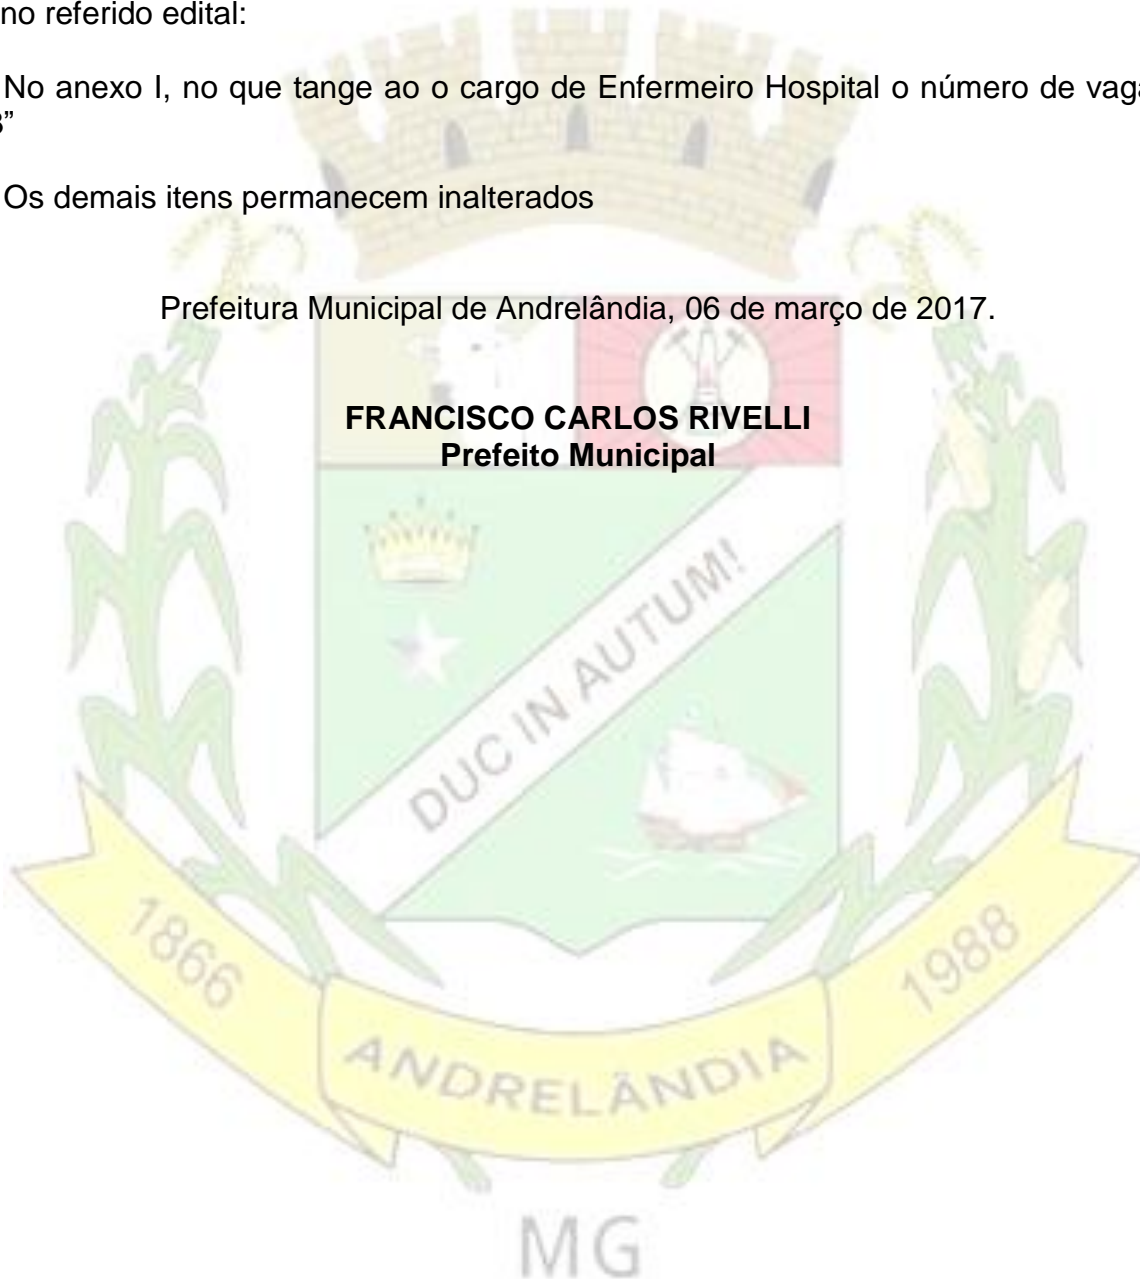 no referido edital:
No anexo I, no que tange ao o cargo de Enfermeiro Hospital o número de vaga
3”
Os demais itens permanecem inalterados
Prefeitura Municipal de Andrelândia, 06 de março de 2017.
FRANCISCO CARLOS RIVELLI
Prefeito Municipal
DUC IN AUTUM!
1866
1988
ANDRELÂNDIA
MG